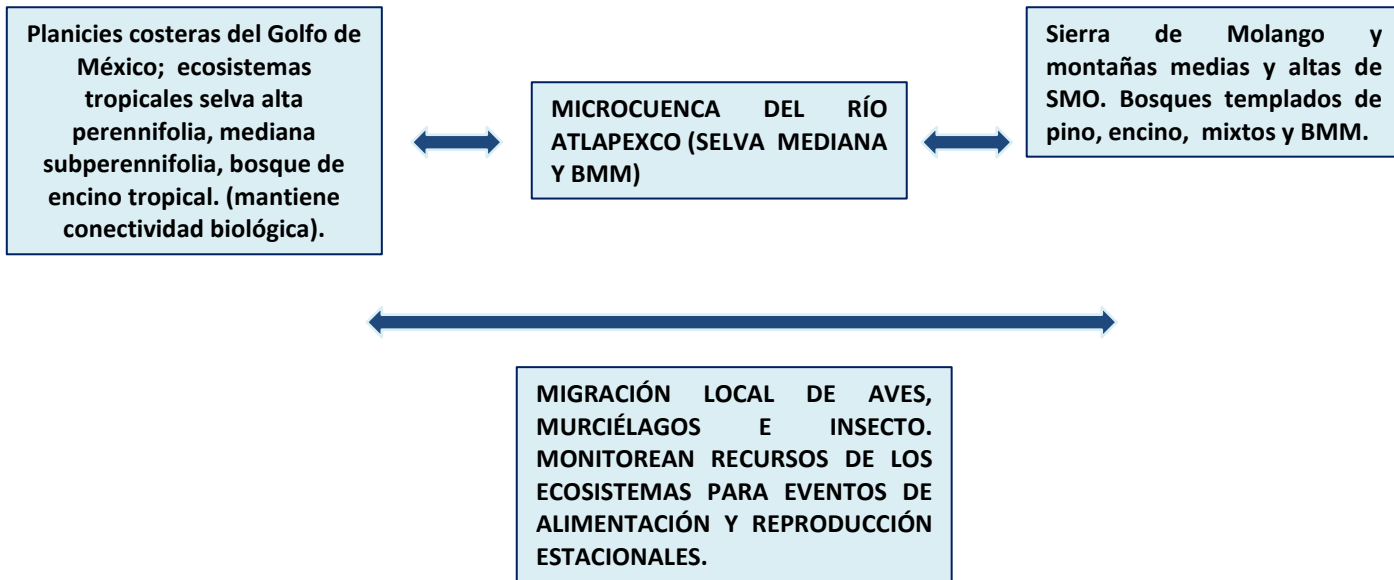 Planicies costeras del Golfo de
México; ecosistemas
tropicales selva alta
perennifolia, mediana
subperennifolia, bosque de
encino tropical. (mantiene
conectividad biológica).
MICROCUENCA DEL RÍO
ATLAPEXCO (SELVA MEDIANA
Y BMM)
Sierra de Molango y
montañas medias y altas de
SMO. Bosques templados de
pino, encino, mixtos y BMM.
MIGRACIÓN LOCAL DE AVES,
MURCIÉLAGOS E INSECTO.
MONITOREAN RECURSOS DE LOS
ECOSISTEMAS PARA EVENTOS DE
ALIMENTACIÓN Y REPRODUCCIÓN
ESTACIONALES.